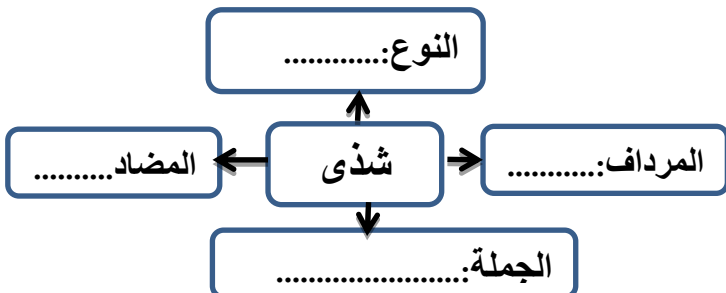 النوع:.............
المرداف:............
شذى
المضاد...........
الجملة:........................